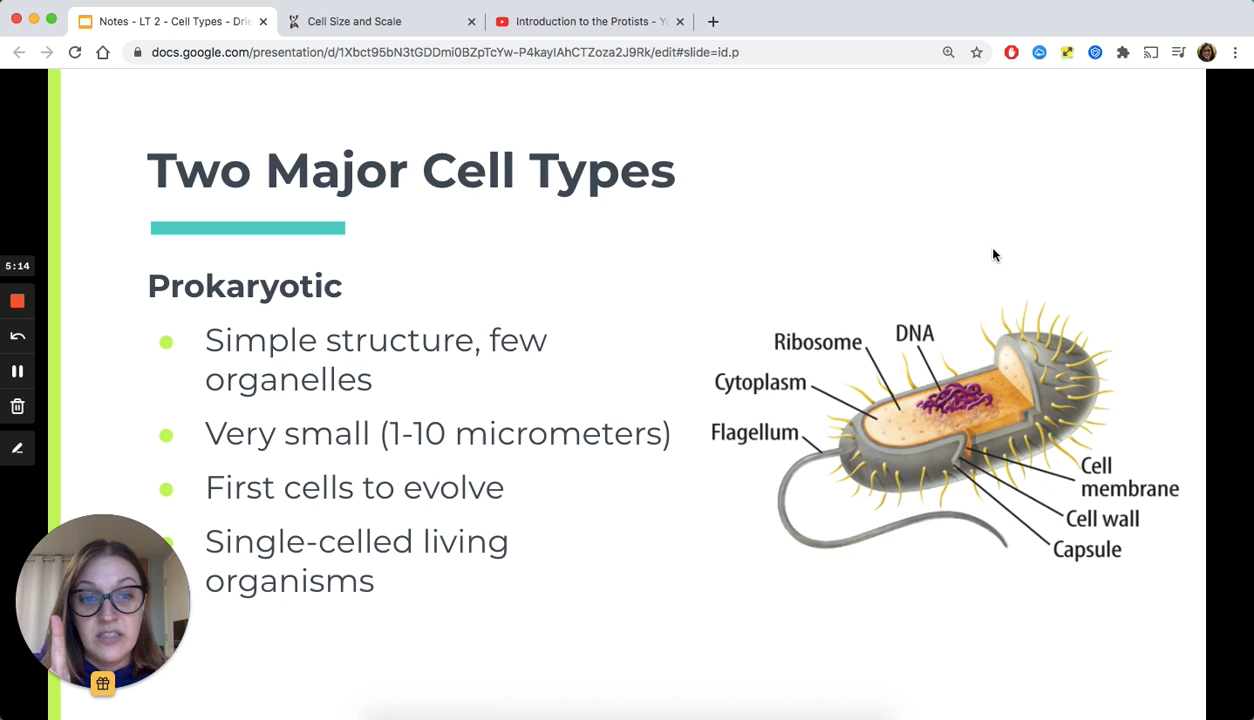 Notes - LT 2 - Cell Types - Drie
Cell Size and Scale
Introduction to the Protists - Yo
docs.google.com/presentation/d/1Xbct95bN3tGDDmi0BZpTcYw-P4kayIAhCTZoza2J9Rk/edit#slide=id.p
Two Major Cell Types
5:14
Prokaryotic
Simple structure, few
organelles
Very small (1-10 micrometers)
First cells to evolve
Single-celled living
organisms
DNA
Ribosome
Cytoplasm
Flagellum
Cell
membrane
Cell wall
Capsule